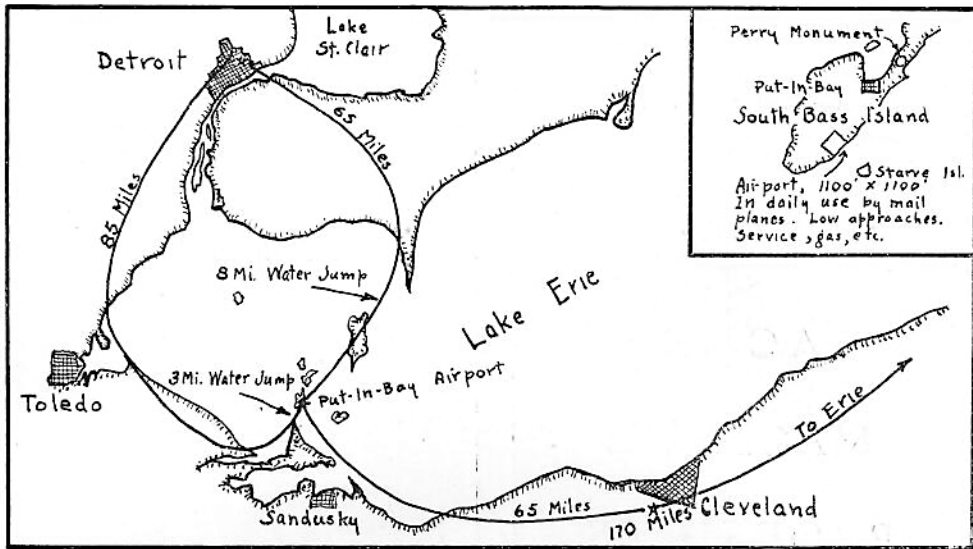 Detroit
Lake
St. Clair
65 Miles
85 Miles
8 Mi. Water Jump
Lake Erie
3 Mi. Water Jump
Put-In-Bay Airport
Toledo
Sandusky
65 Miles
170 Miles
Cleveland
To Erie
Perry Monument
Put-In-Bay
South Bass Island
Starve Isl.
Airport, 1100' x 1100'
In daily use by mail
planes. Low approaches.
Service, gas, etc.